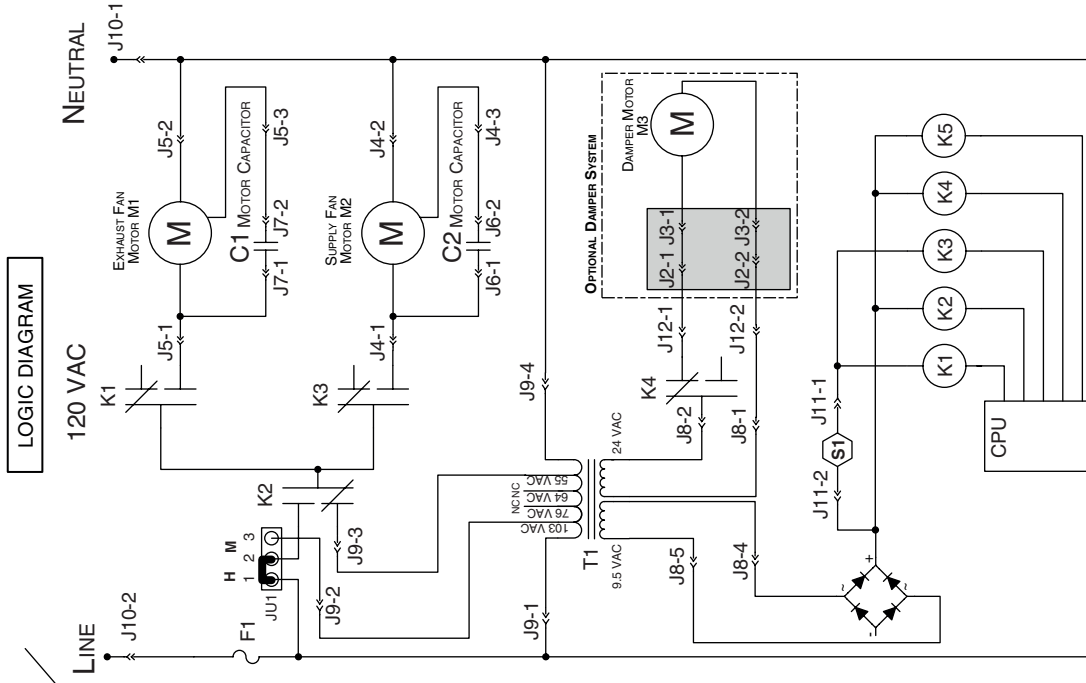 LOGIC DIAGRAM
120 VAC
LINE
NEUTRAL
J10-2
J10-1
F1
H M
1 2 3
JU1
J9-2
J9-3
K2
K1
K3
J5-1
J4-1
EXHAUST FAN
MOTOR M1
M
J5-2
C1 MOTOR CAPACITOR
J7-1
J7-2
J5-3
SUPPLY FAN
MOTOR M2
M
J4-2
C2 MOTOR CAPACITOR
J6-1
J6-2
J4-3
J9-1
J9-4
T1
103 VAC
76 VAC
64 VAC
55 VAC
NC NC
9.5 VAC
24 VAC
J8-5
J8-4
J8-2
J8-1
K4
J12-1
J12-2
OPTIONAL DAMPER SYSTEM
DAMPER MOTOR
M3
M
J2-1 J3-1
J2-2 J3-2
J11-2
S1
J11-1
+
-
~
~
K1
K2
K3
K4
K5
CPU